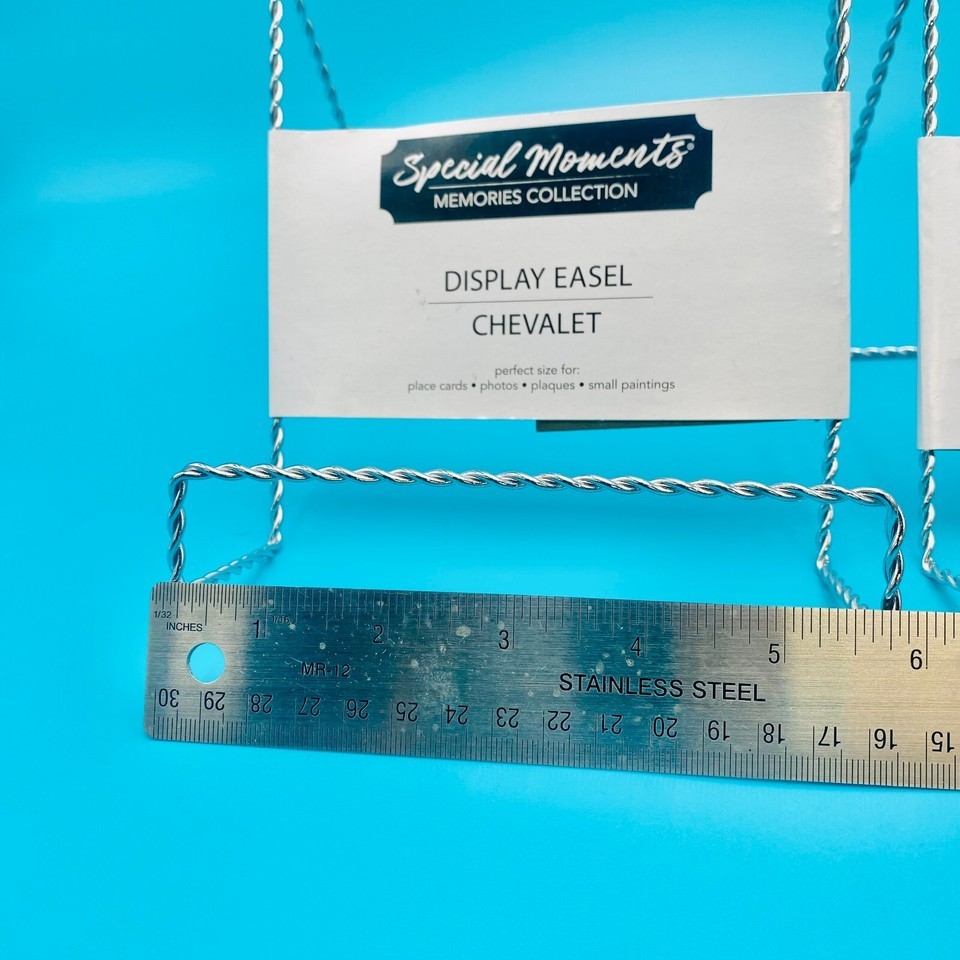 Special Moments®
MEMORIES COLLECTION
DISPLAY EASEL
CHEVALET
perfect size for:
place cards • photos • plaques • small paintings
1/32
INCHES
1/16
1 2 3 4 5 6
MR-12
STAINLESS STEEL
30 29 28 27 26 25 24 23 22 21 20 19 18 17 16 15